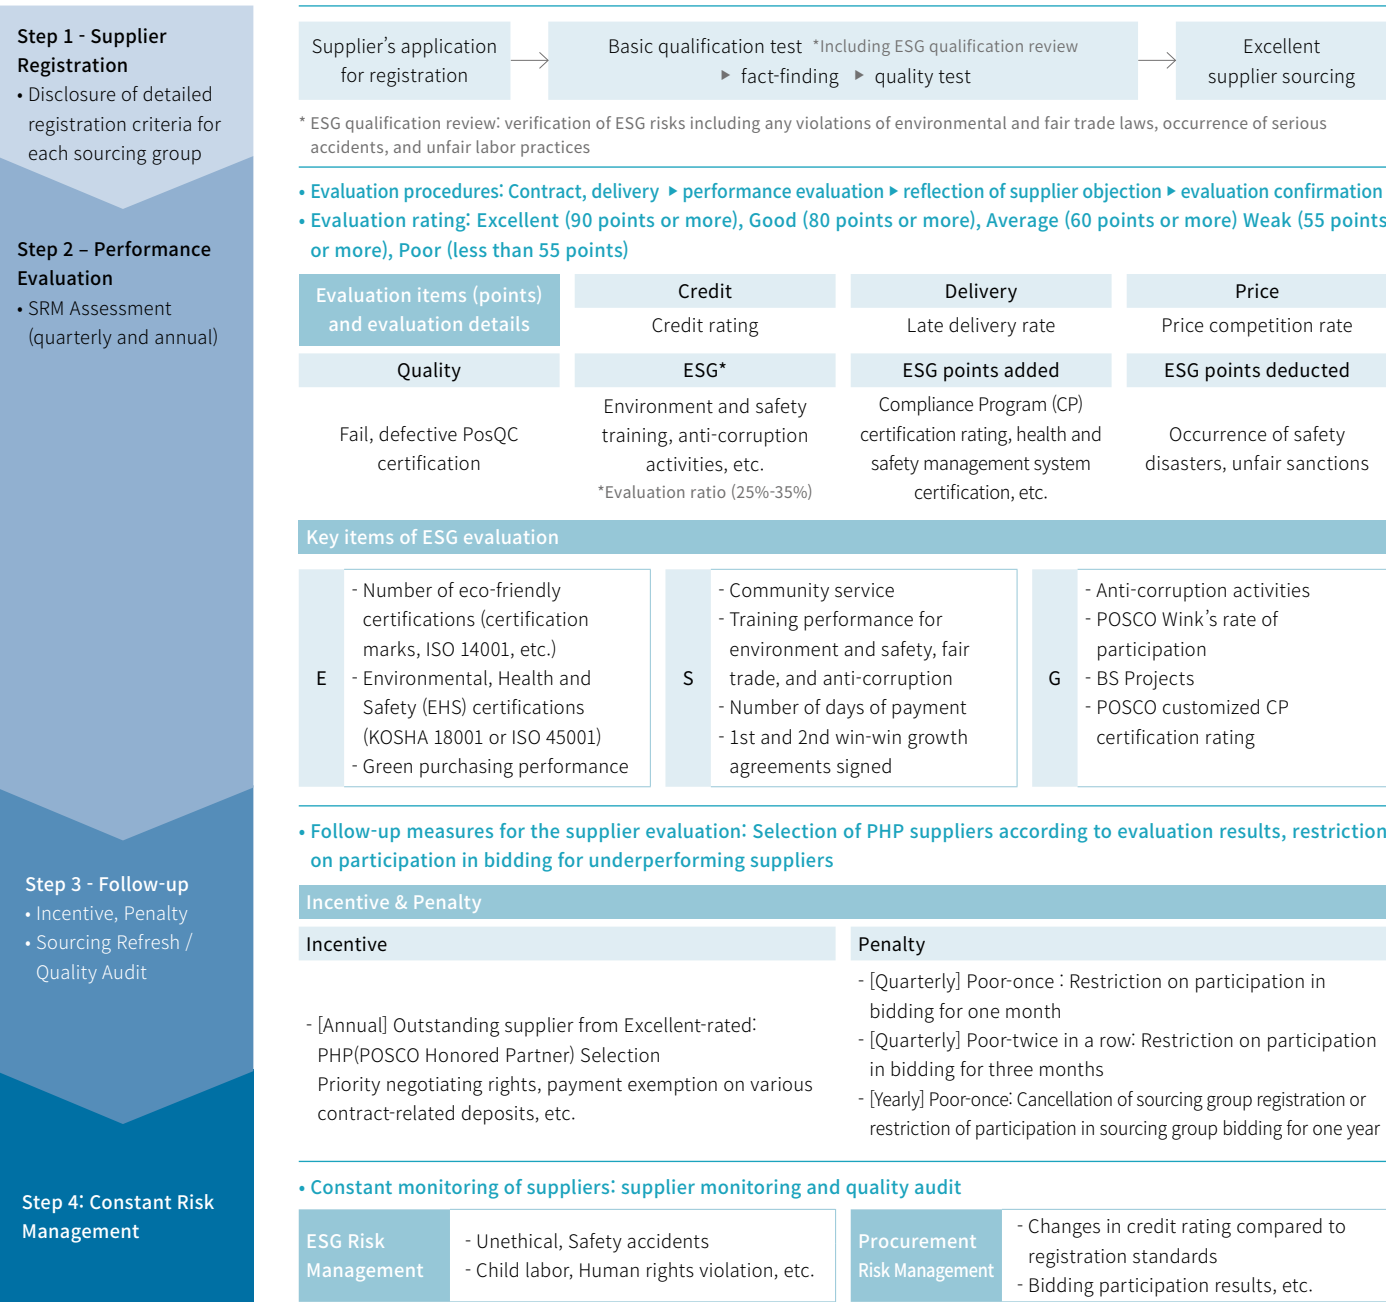 Step 1 - Supplier
Registration
• Disclosure of detailed
registration criteria for
each sourcing group
Supplier’s application
for registration
Basic qualification test *Including ESG qualification review
▶ fact-finding ▶ quality test
Excellent
supplier sourcing
* ESG qualification review: verification of ESG risks including any violations of environmental and fair trade laws, occurrence of serious
accidents, and unfair labor practices
Step 2 – Performance
Evaluation
• SRM Assessment
(quarterly and annual)
• Evaluation procedures: Contract, delivery ▶ performance evaluation ▶ reflection of supplier objection ▶ evaluation confirmation
• Evaluation rating: Excellent (90 points or more), Good (80 points or more), Average (60 points or more) Weak (55 points
or more), Poor (less than 55 points)
Evaluation items (points)
and evaluation details
Credit
Credit rating
Delivery
Late delivery rate
Price
Price competition rate
Quality
Fail, defective PosQC
certification
ESG*
Environment and safety
training, anti-corruption
activities, etc.
*Evaluation ratio (25%-35%)
ESG points added
Compliance Program (CP)
certification rating, health and
safety management system
certification, etc.
ESG points deducted
Occurrence of safety
disasters, unfair sanctions
Key items of ESG evaluation
E
- Number of eco-friendly
certifications (certification
marks, ISO 14001, etc.)
- Environmental, Health and
Safety (EHS) certifications
(KOSHA 18001 or ISO 45001)
- Green purchasing performance
S
- Community service
- Training performance for
environment and safety, fair
trade, and anti-corruption
- Number of days of payment
- 1st and 2nd win-win growth
agreements signed
G
- Anti-corruption activities
- POSCO Wink’s rate of
participation
- BS Projects
- POSCO customized CP
certification rating
Step 3 - Follow-up
• Incentive, Penalty
• Sourcing Refresh /
Quality Audit
• Follow-up measures for the supplier evaluation: Selection of PHP suppliers according to evaluation results, restriction
on participation in bidding for underperforming suppliers
Incentive & Penalty
Incentive
- [Annual] Outstanding supplier from Excellent-rated:
PHP(POSCO Honored Partner) Selection
Priority negotiating rights, payment exemption on various
contract-related deposits, etc.
Penalty
- [Quarterly] Poor-once : Restriction on participation in
bidding for one month
- [Quarterly] Poor-twice in a row: Restriction on participation
in bidding for three months
- [Yearly] Poor-once: Cancellation of sourcing group registration or
restriction of participation in sourcing group bidding for one year
Step 4: Constant Risk
Management
• Constant monitoring of suppliers: supplier monitoring and quality audit
ESG Risk
Management
- Unethical, Safety accidents
- Child labor, Human rights violation, etc.
Procurement
Risk Management
- Changes in credit rating compared to
registration standards
- Bidding participation results, etc.